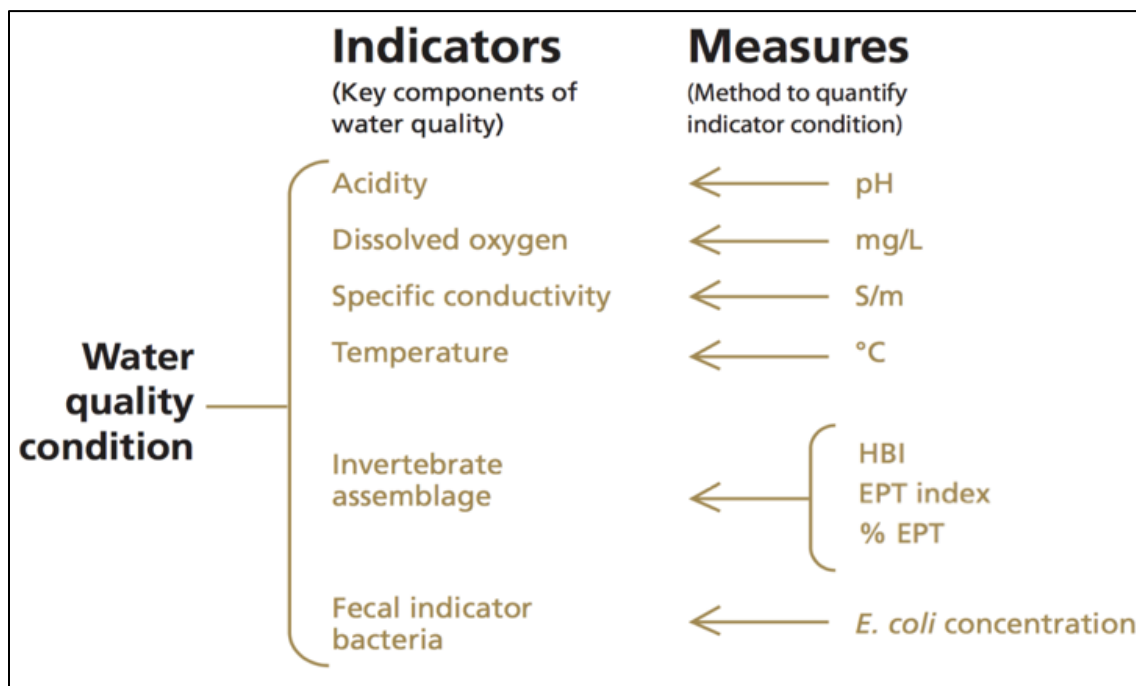 Indicators
(Key components of
water quality)
Measures
(Method to quantify
indicator condition)
Water
quality
condition
Acidity
pH
Dissolved oxygen
mg/L
Specific conductivity
S/m
Temperature
°C
Invertebrate
assemblage
HBI
EPT index
% EPT
Fecal indicator
bacteria
E. coli concentration